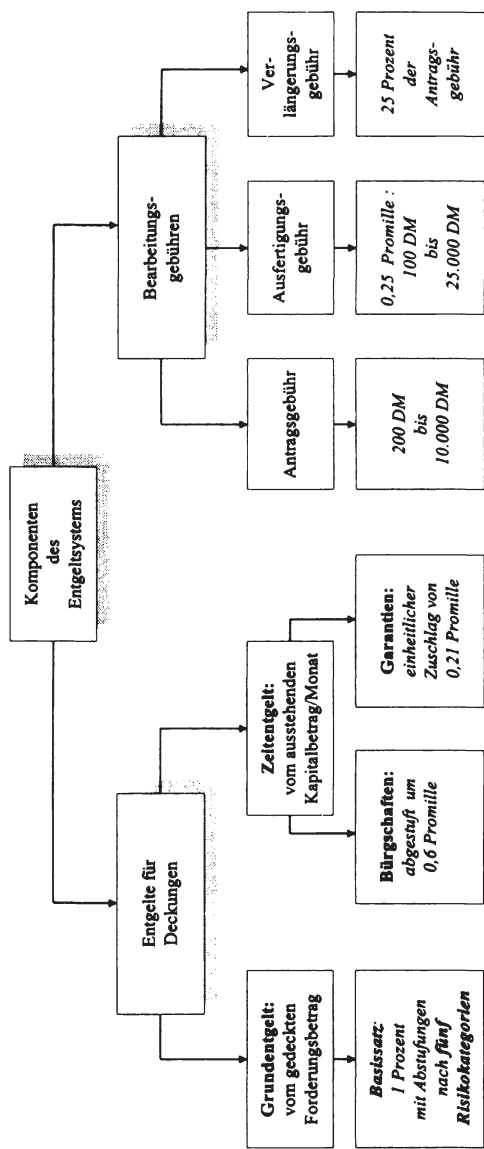 Komponenten
des
Entgeltsystems
Entgelte für
Deckungen
Bearbeitungs-
gebühren
Grundentgelt:
vom gedeckten
Forderungsbetrag
Zeitentgelt:
vom ausstehenden
Kapitalbetrag/Monat
Antragsgebühr
Ausfertigungs-
gebühr
Ver-
längerungs-
gebühr
Basissatz:
1 Prozent
mit Abstufungen
nach fünf
Risikokategorien
Bürgschaften:
abgestuft um
0,6 Promille
Garantien:
einheitlicher
Zuschlag von
0,21 Promille
200 DM
bis
10.000 DM
0,25 Promille :
100 DM
bis
25.000 DM
25 Prozent
der
Antrags-
gebühr